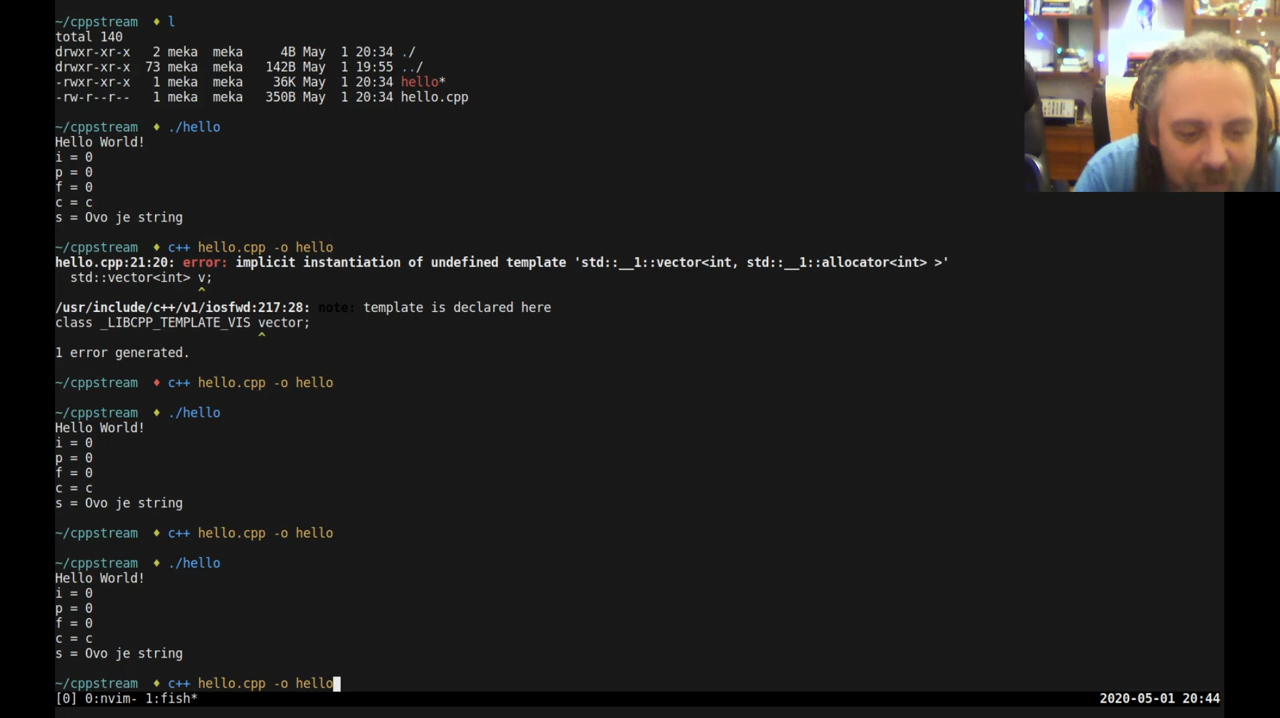 ~/cppstream ♦ l
total 140
drwxr-xr-x 2 meka meka 4B May 1 20:34 ./
drwxr-xr-x 73 meka meka 142B May 1 19:55 ../
-rwxr-xr-x 1 meka meka 36K May 1 20:34 hello*
-rw-r--r-- 1 meka meka 350B May 1 20:34 hello.cpp
~/cppstream ♦ ./hello
Hello World!
i = 0
p = 0
f = 0
c = c
s = Ovo je string
~/cppstream ♦ c++ hello.cpp -o hello
hello.cpp:21:20: error: implicit instantiation of undefined template 'std::__1::vector<int, std::__1::allocator<int> >'
std::vector<int> v;
^
/usr/include/c++/v1/iosfwd:217:28: note: template is declared here
class _LIBCPP_TEMPLATE_VIS vector;
^
1 error generated.
~/cppstream ♦ c++ hello.cpp -o hello
~/cppstream ♦ ./hello
Hello World!
i = 0
p = 0
f = 0
c = c
s = Ovo je string
~/cppstream ♦ c++ hello.cpp -o hello
~/cppstream ♦ ./hello
Hello World!
i = 0
p = 0
f = 0
c = c
s = Ovo je string
~/cppstream ♦ c++ hello.cpp -o hello
[0] 0:nvim- 1:fish* 2020-05-01 20:44